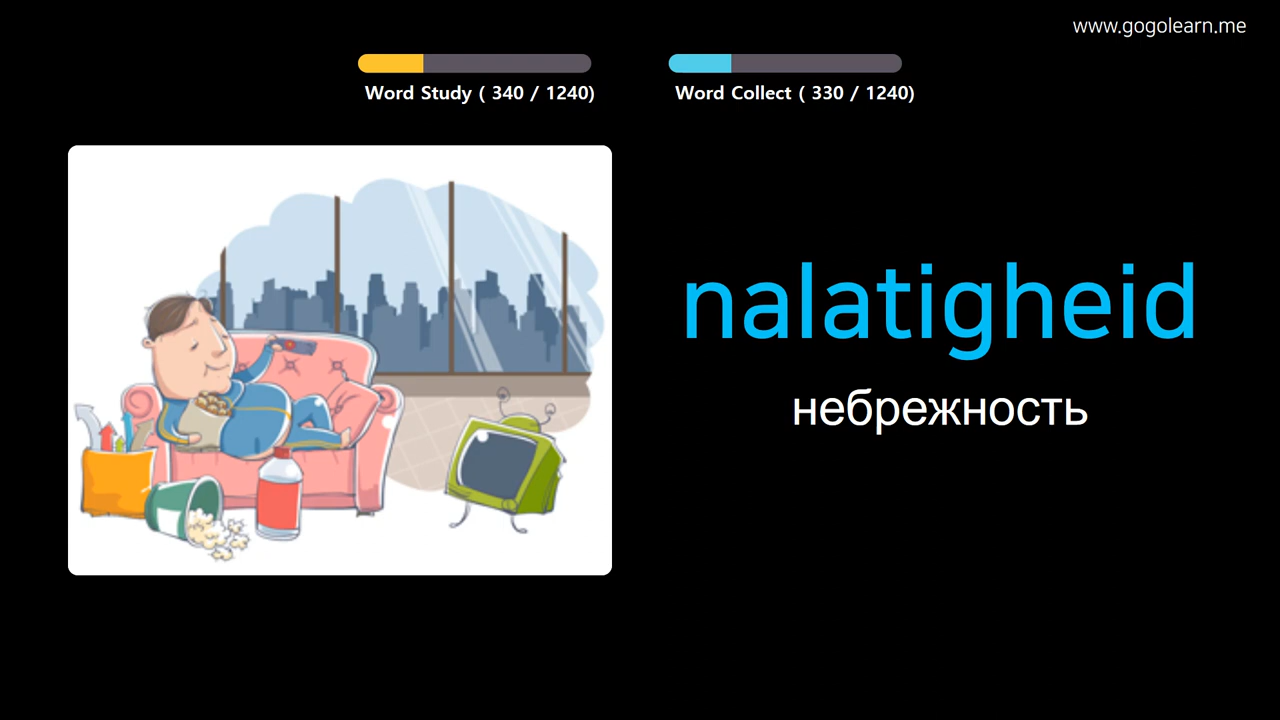 www.gogolearn.me
Word Study ( 340 / 1240)
Word Collect ( 330 / 1240)
nalatigheid
небрежность